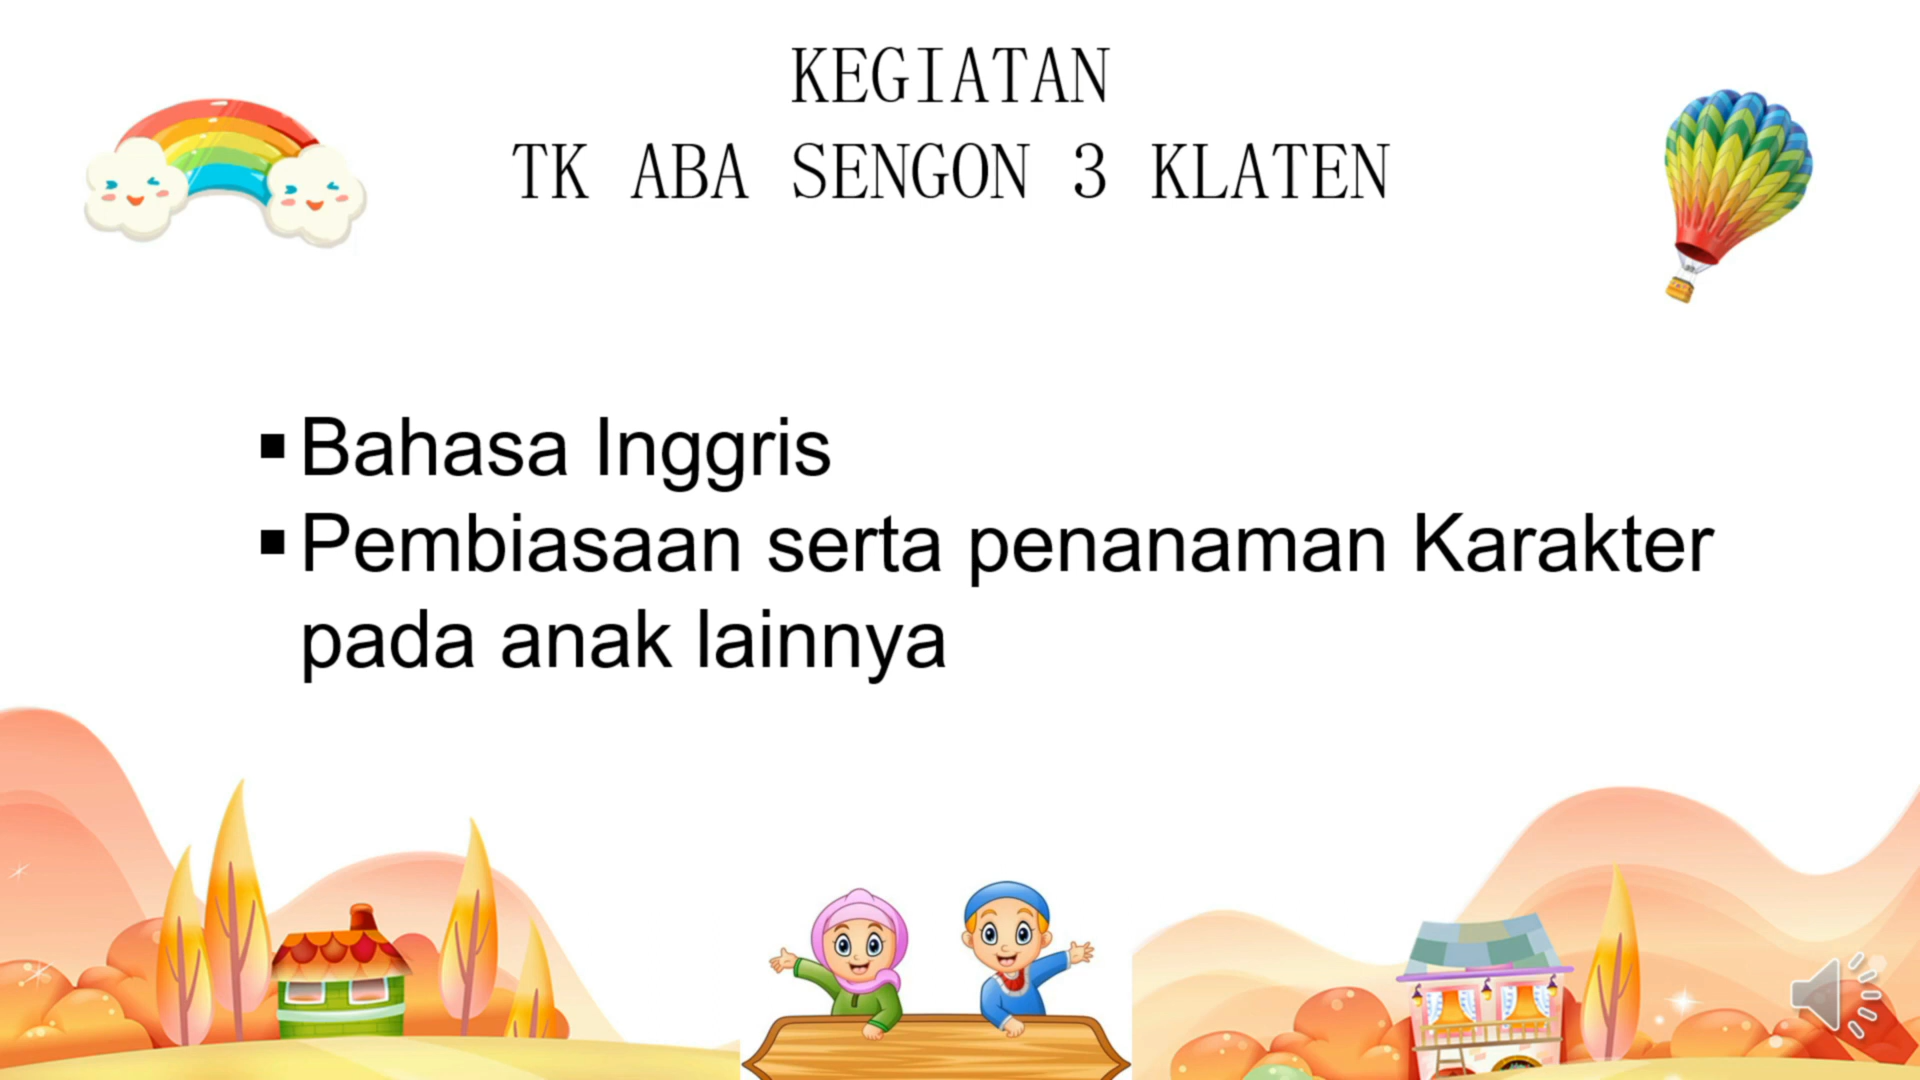 KEGIATAN
TK ABA SENGON 3 KLATEN
▪Bahasa Inggris
▪Pembiasaan serta penanaman Karakter
pada anak lainnya